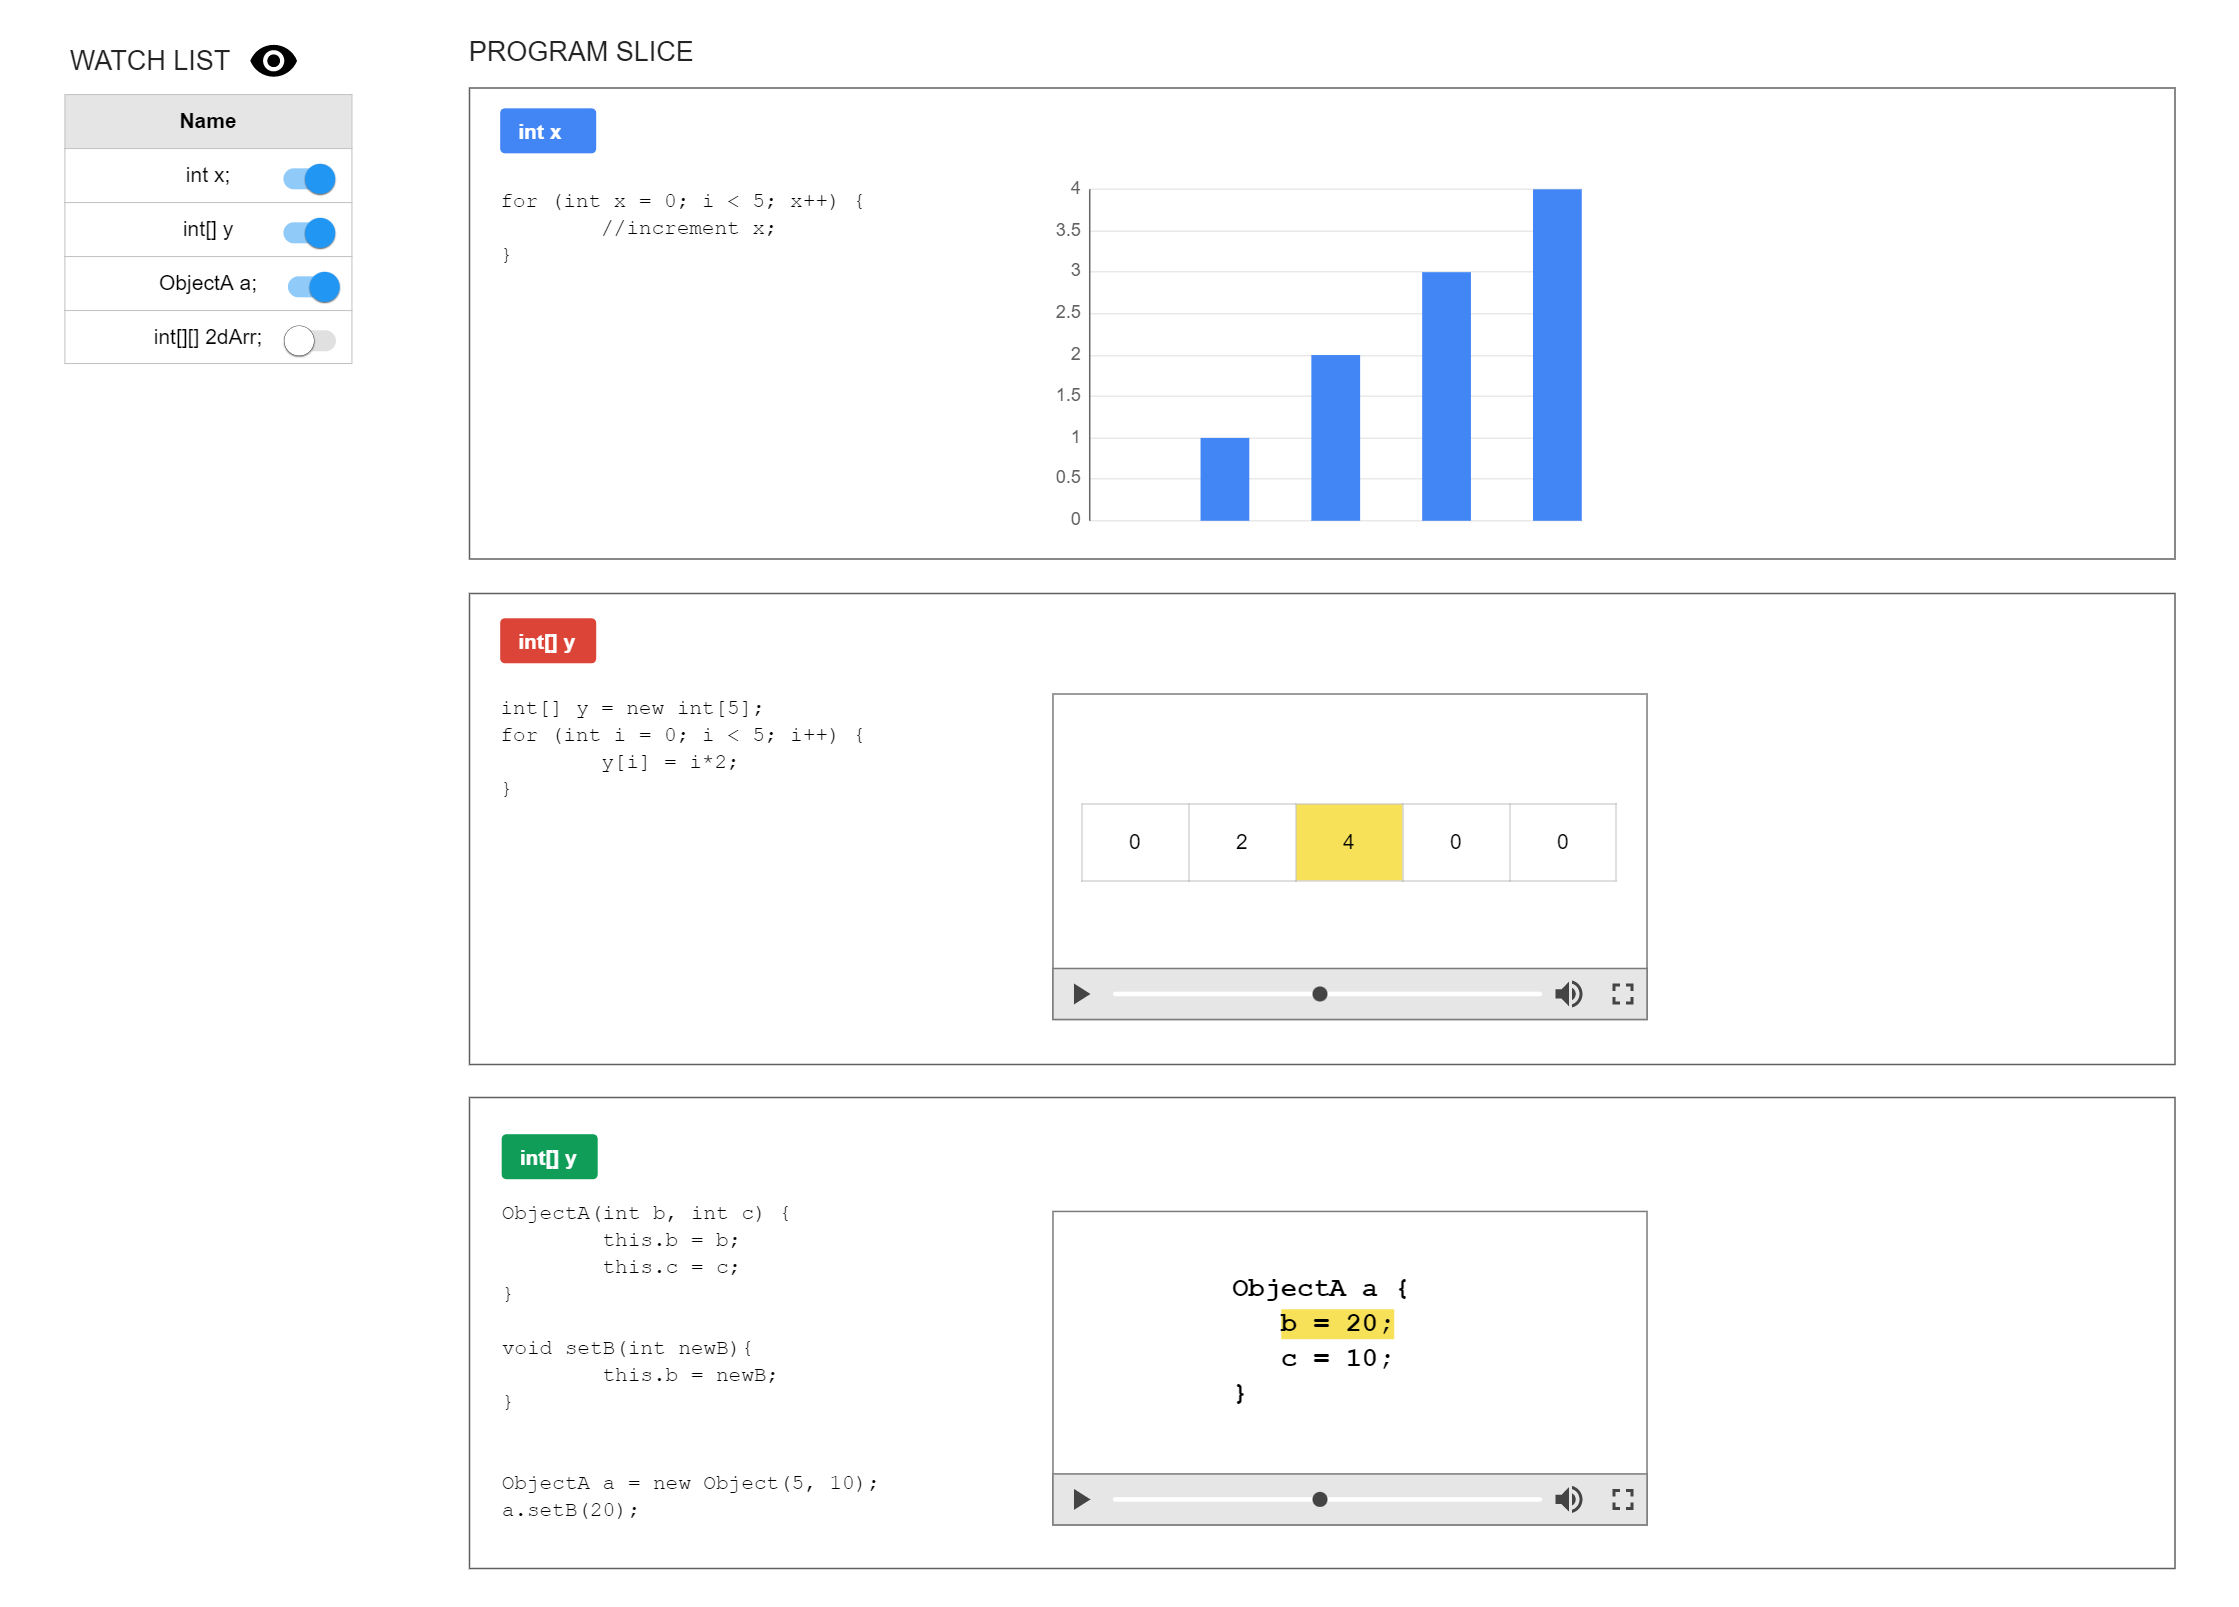 WATCH LIST
Name
int x;
int[] y
ObjectA a;
int[][] 2dArr;
PROGRAM SLICE
int x
for (int x = 0; i < 5; x++) {
//increment x;
}
4
3.5
3
2.5
2
1.5
1
0.5
0
int[] y
int[] y = new int[5];
for (int i = 0; i < 5; i++) {
y[i] = i*2;
}
0 2 4 0 0
int[] y
ObjectA(int b, int c) {
this.b = b;
this.c = c;
}
void setB(int newB){
this.b = newB;
}
ObjectA a = new Object(5, 10);
a.setB(20);
ObjectA a {
b = 20;
c = 10;
}